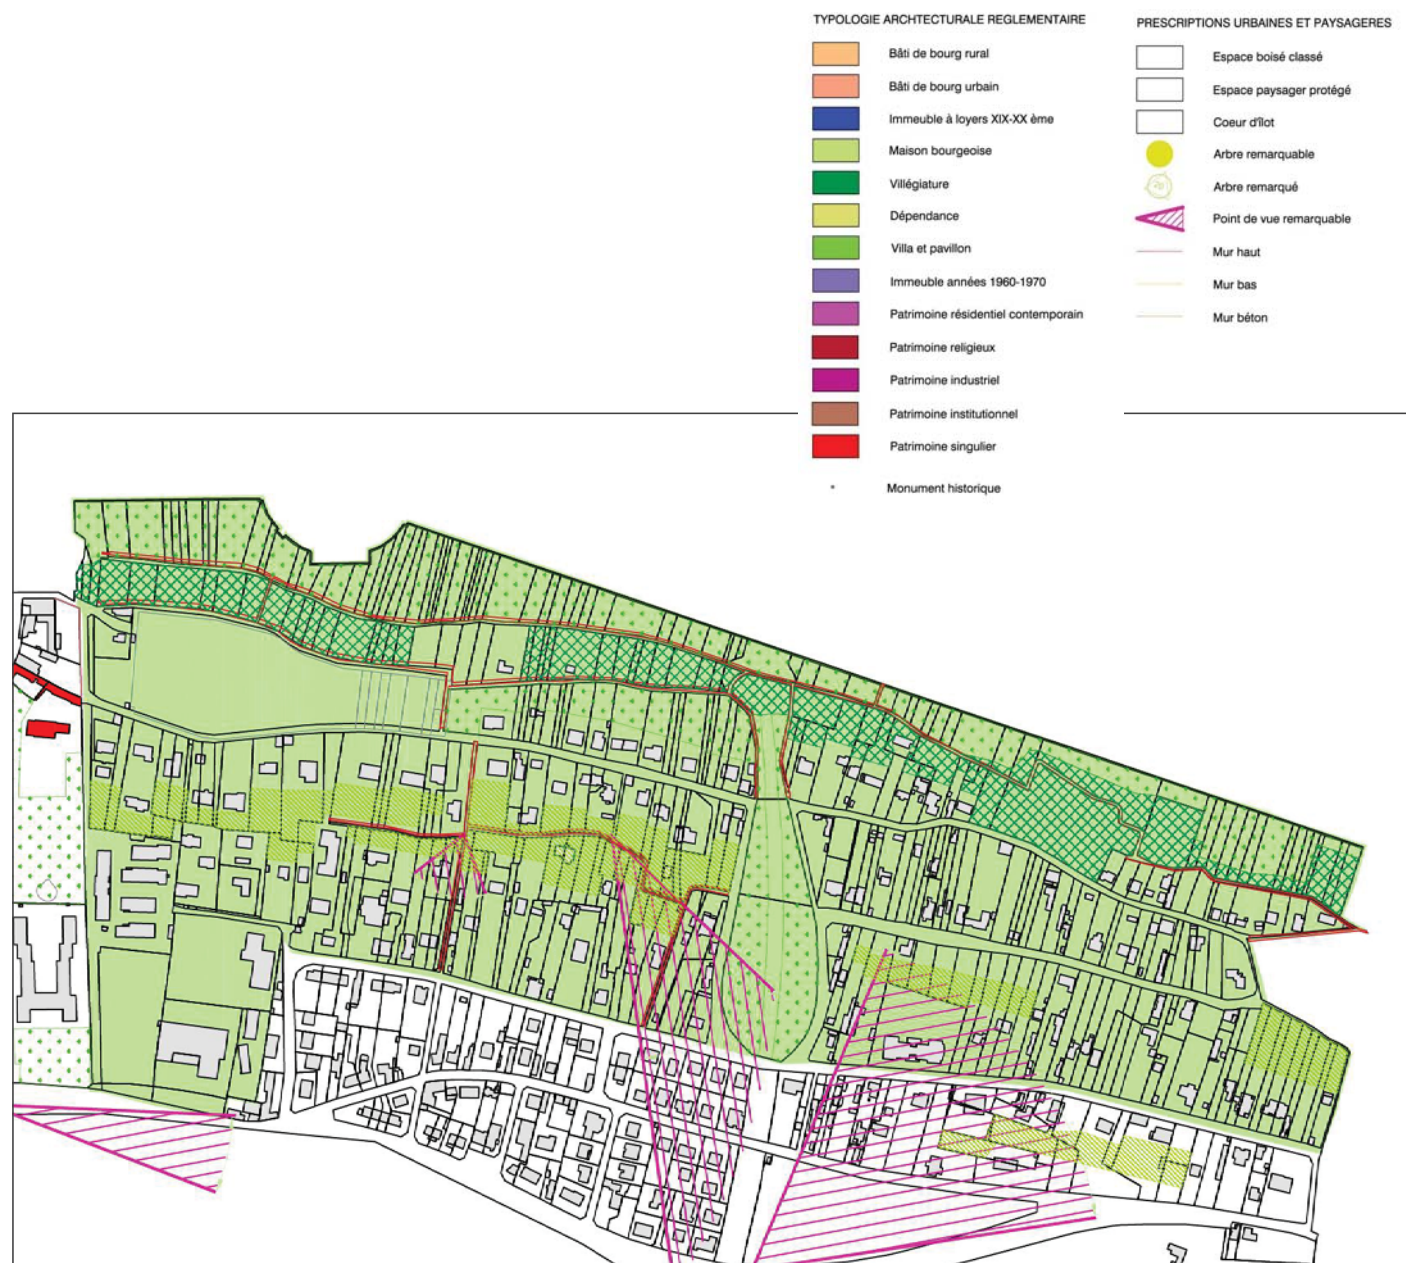 TYPOLOGIE ARCHTECTURALE REGLEMENTAIRE
Bâti de bourg rural
Bâti de bourg urbain
Immeuble à loyers XIX-XX ème
Maison bourgeoise
Villégiature
Dépendance
Villa et pavillon
Immeuble années 1960-1970
Patrimoine résidentiel contemporain
Patrimoine religieux
Patrimoine industriel
Patrimoine institutionnel
Patrimoine singulier
Monument historique
PRESCRIPTIONS URBAINES ET PAYSAGERES
Espace boisé classé
Espace paysager protégé
Coeur d'îlot
Arbre remarquable
Arbre remarqué
Point de vue remarquable
Mur haut
Mur bas
Mur béton